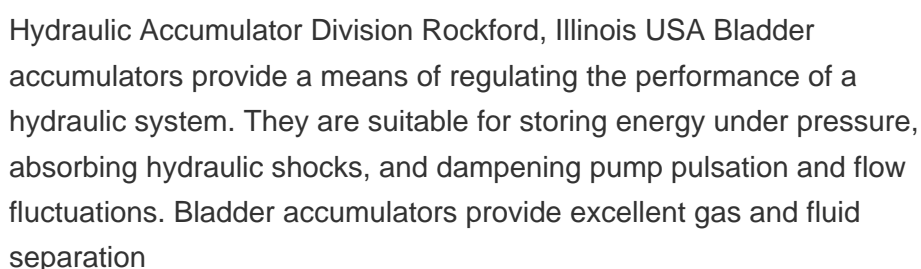 Hydraulic Accumulator Division Rockford, Illinois USA Bladder
accumulators provide a means of regulating the performance of a
hydraulic system. They are suitable for storing energy under pressure,
absorbing hydraulic shocks, and dampening pump pulsation and flow
fluctuations. Bladder accumulators provide excellent gas and fluid
separation